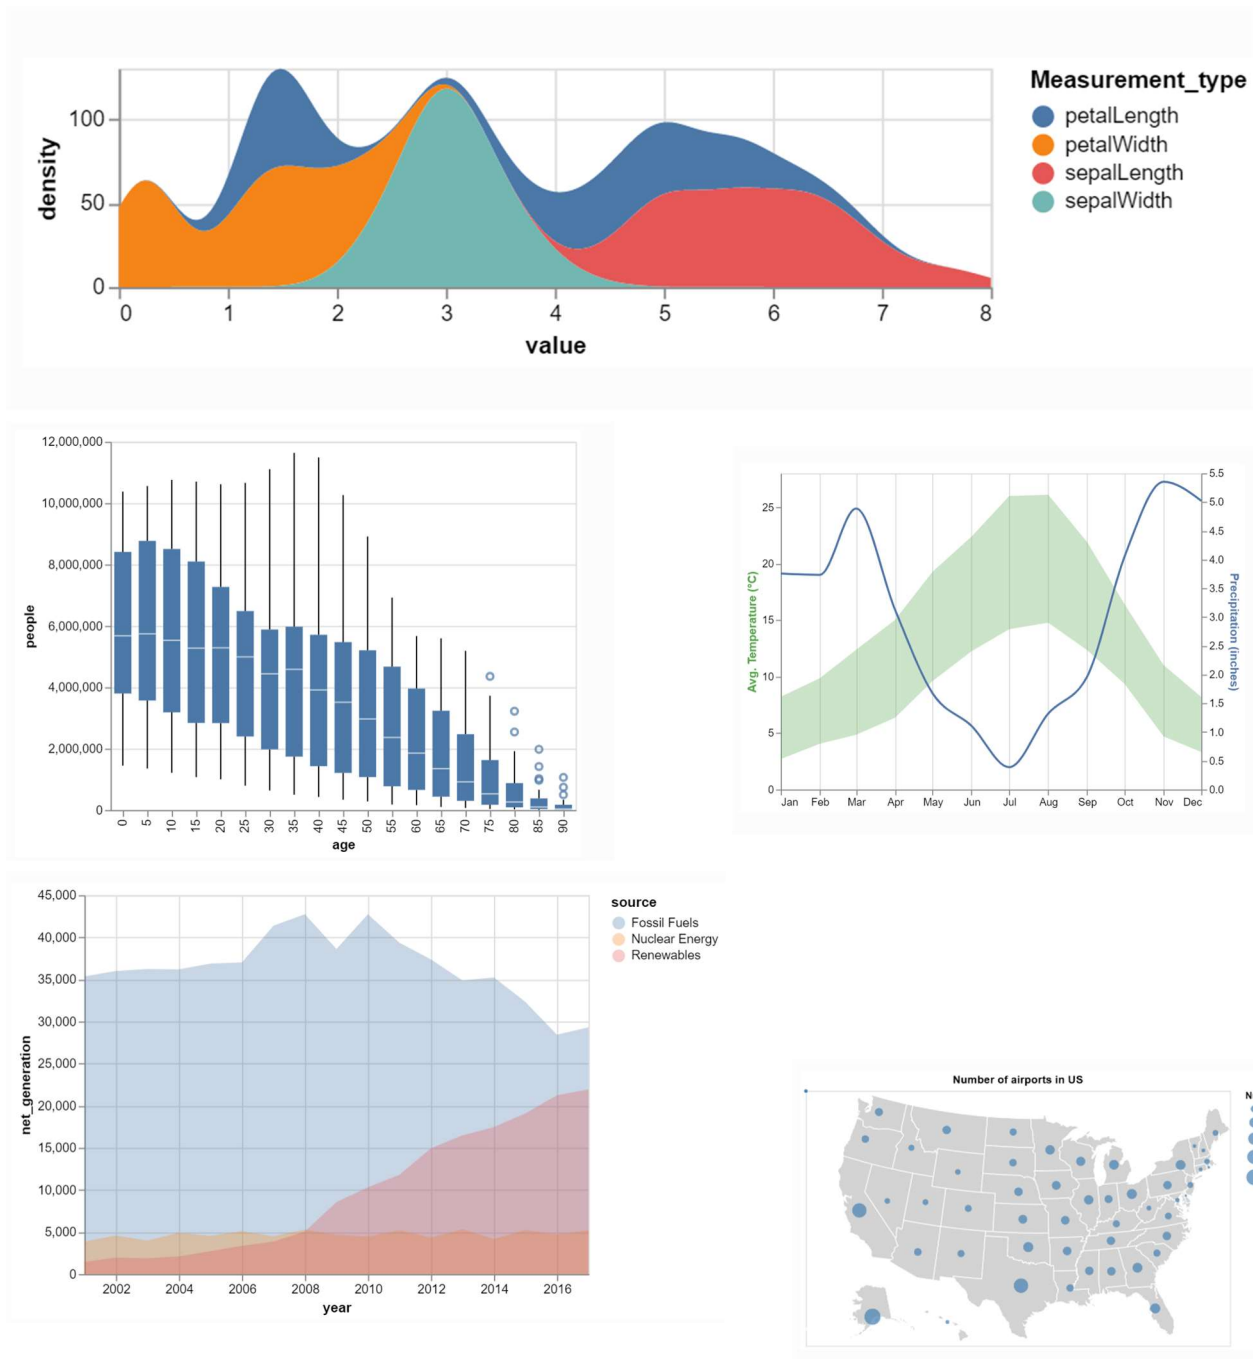 Measurement_type
petalLength
petalWidth
sepalLength
sepalWidth
density
100
50
0
0 1 2 3 4 5 6 7 8
value
12,000,000
10,000,000
8,000,000
6,000,000
4,000,000
2,000,000
0
people
0 5 10 15 20 25 30 35 40 45 50 55 60 65 70 75 80 85 90
age
25
20
15
10
5
0
Avg. Temperature (°C)
5.5
5.0
4.5
4.0
3.5
3.0
2.5
2.0
1.5
1.0
0.5
0.0
Precipitation (inches)
Jan Feb Mar Apr May Jun Jul Aug Sep Oct Nov Dec
45,000
40,000
35,000
30,000
25,000
20,000
15,000
10,000
5,000
0
net_generation
2002 2004 2006 2008 2010 2012 2014 2016
year
source
Fossil Fuels
Nuclear Energy
Renewables
Number of airports in US